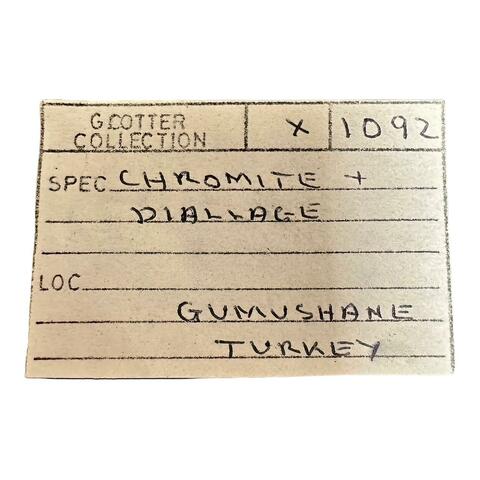 G.COTTER
COLLECTION
X
1092
SPEC. CHROMITE +
DIALLAGE
LOC.
GUMUSHANE
TURKEY